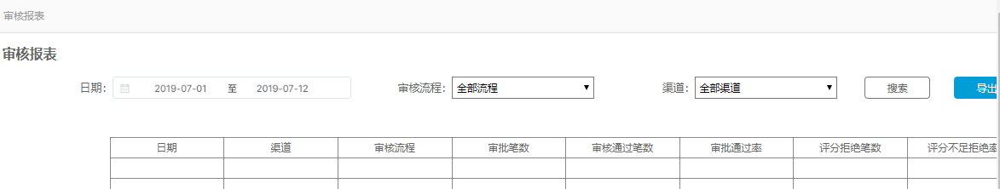 审核报表
审核报表
日期： 2019-07-01 至 2019-07-12 审核流程： 全部流程 渠道： 全部渠道 搜索 导出
日期 渠道 审核流程 审批笔数 审核通过笔数 审批通过率 评分拒绝笔数 评分不足拒绝率